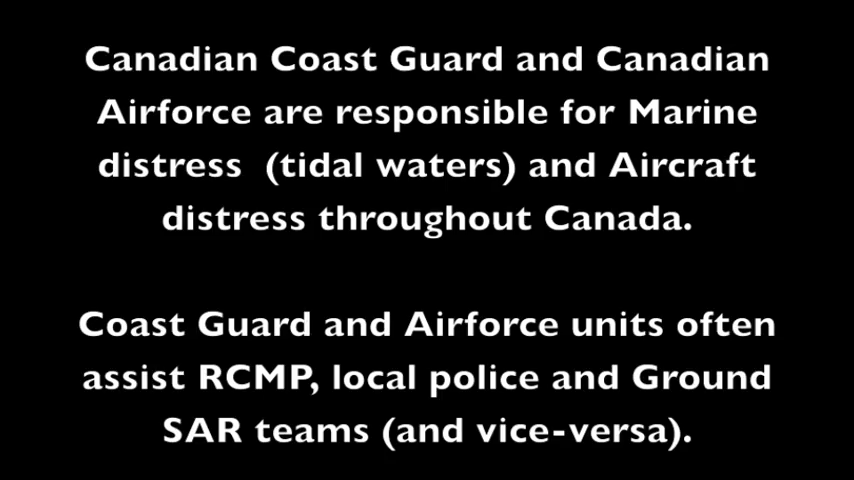 Canadian Coast Guard and Canadian
Airforce are responsible for Marine
distress  (tidal waters) and Aircraft
distress throughout Canada.
Coast Guard and Airforce units often
assist RCMP, local police and Ground
SAR teams (and vice-versa).